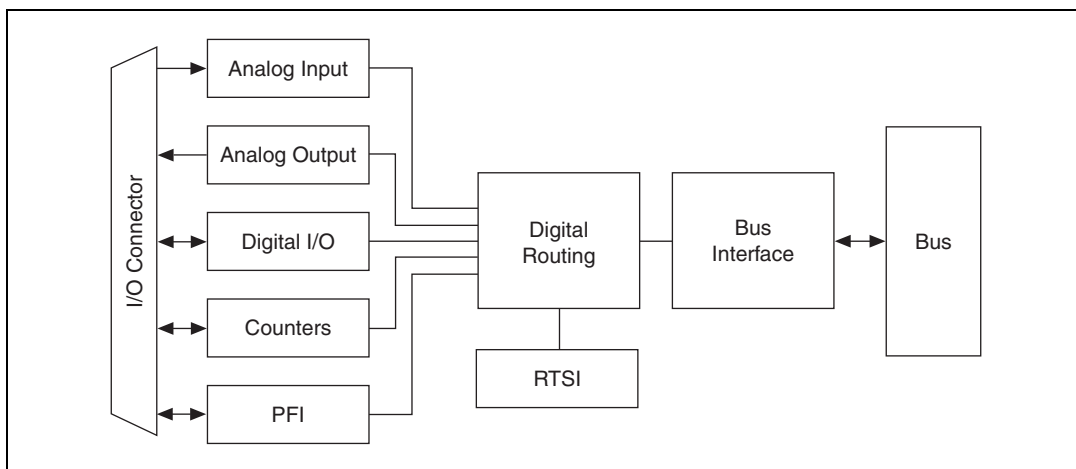 I/O Connector
Analog Input
Analog Output
Digital I/O
Counters
PFI
Digital
Routing
RTSI
Bus
Interface
Bus